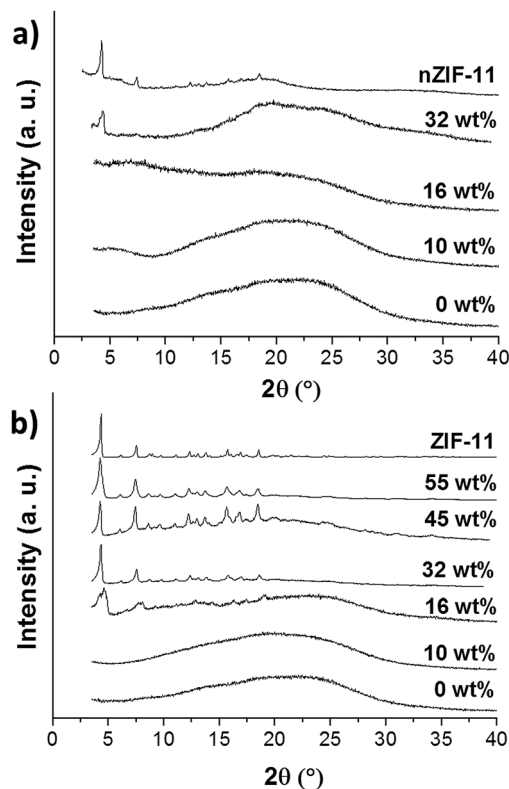 a)
Intensity (a. u.)
nZIF-11
32 wt%
16 wt%
10 wt%
0 wt%
0 5 10 15 20 25 30 35 40
2θ (°)
b)
Intensity (a. u.)
ZIF-11
55 wt%
45 wt%
32 wt%
16 wt%
10 wt%
0 wt%
0 5 10 15 20 25 30 35 40
2θ (°)